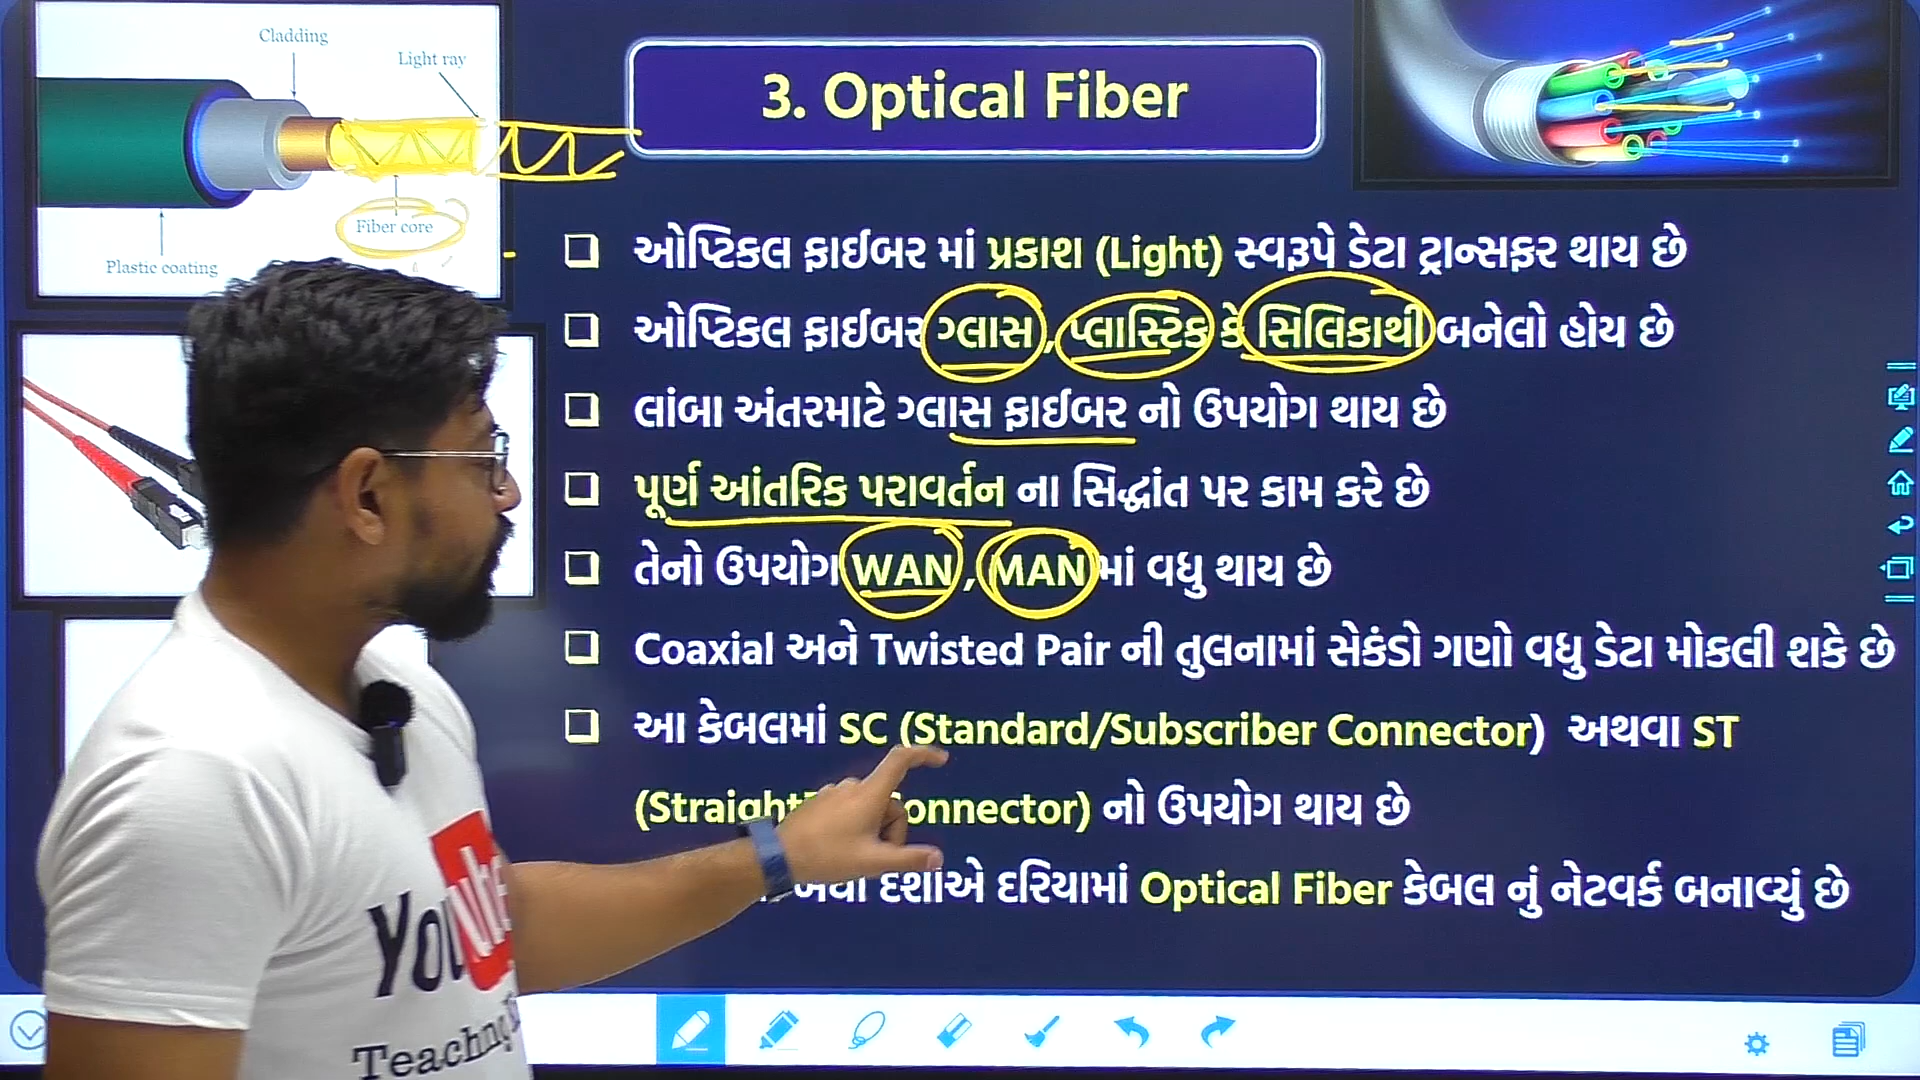 Cladding
Light ray
Fiber core
Plastic coating
3. Optical Fiber
ઓપ્ટિકલ ફાઈબર માં પ્રકાશ (Light) સ્વરૂપે ડેટા ટ્રાન્સફર થાય છે
ઓપ્ટિકલ ફાઈબર ગ્લાસ, પ્લાસ્ટિક કે સિલિકાથી બનેલો હોય છે
લાંબા અંતરમાટે ગ્લાસ ફાઈબર નો ઉપયોગ થાય છે
પૂર્ણ આંતરિક પરાવર્તન ના સિદ્ધાંત પર કામ કરે છે
તેનો ઉપયોગ WAN, MAN માં વધુ થાય છે
Coaxial અને Twisted Pair ની તુલનામાં સેકંડો ગણો વધુ ડેટા મોકલી શકે છે
આ કેબલમાં SC (Standard/Subscriber Connector) અથવા ST
(Straight Connector) નો ઉપયોગ થાય છે
દરિયામાં Optical Fiber કેબલ નું નેટવર્ક બનાવ્યું છે
YouTube